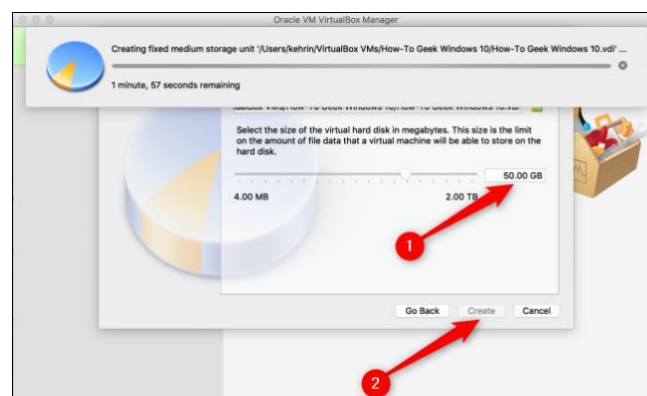 Oracle VM VirtualBox Manager
Creating fixed medium storage unit '/Users/kehrin/VirtualBox VMs/How-To Geek Windows 10/How-To Geek Windows 10.vdi' ...
1 minute, 57 seconds remaining
Select the size of the virtual hard disk in megabytes. This size is the limit
on the amount of file data that a virtual machine will be able to store on the
hard disk.
50.00 GB
4.00 MB
2.00 TB
1
Go Back
Create
Cancel
2